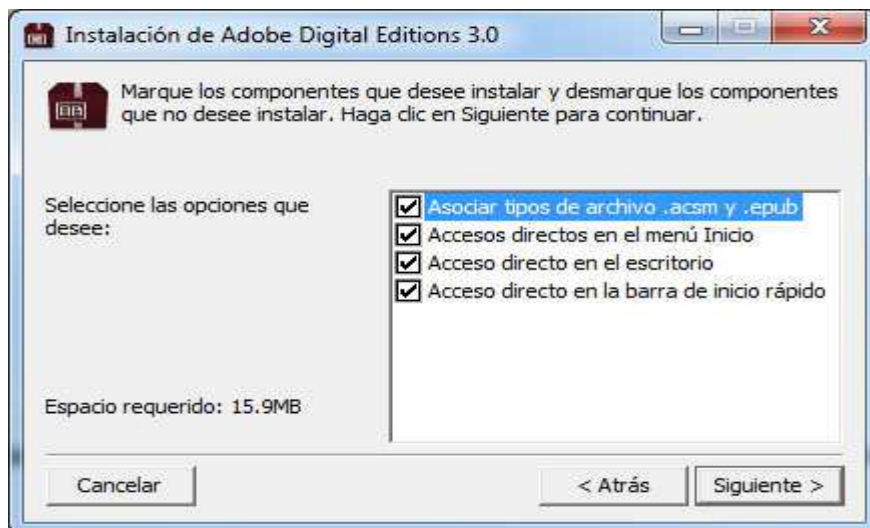 Instalación de Adobe Digital Editions 3.0
Marque los componentes que desee instalar y desmarque los componentes
que no desee instalar. Haga clic en Siguiente para continuar.
Seleccione las opciones que
desee:
Asociar tipos de archivo .acsm y .epub
Accesos directos en el menú Inicio
Acceso directo en el escritorio
Acceso directo en la barra de inicio rápido
Espacio requerido: 15.9MB
Cancelar
< Atrás
Siguiente >